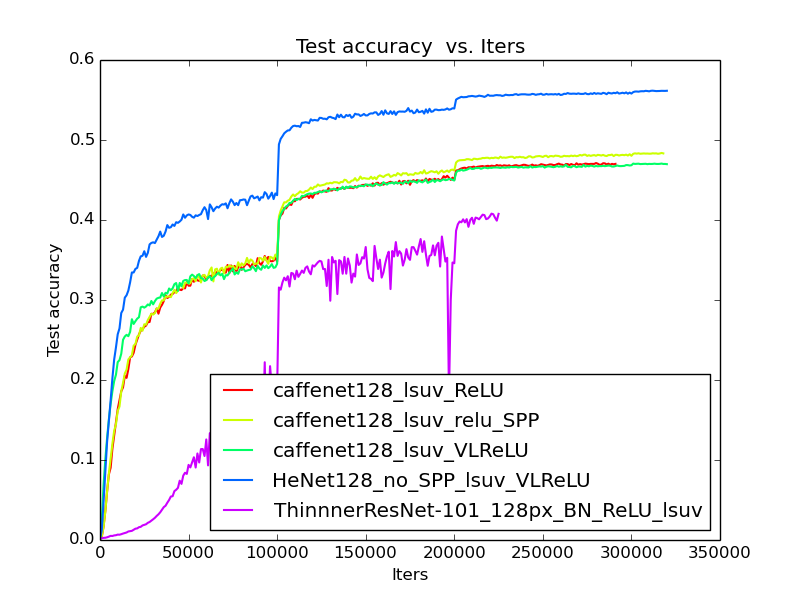 Test accuracy  vs. Iters
0.6
0.5
0.4
0.3
0.2
0.1
0.0
Test accuracy
0
50000
100000
150000
200000
250000
300000
350000
Iters
caffenet128_lsuv_ReLU
caffenet128_lsuv_relu_SPP
caffenet128_lsuv_VLReLU
HeNet128_no_SPP_lsuv_VLReLU
ThinnnerResNet-101_128px_BN_ReLU_lsuv